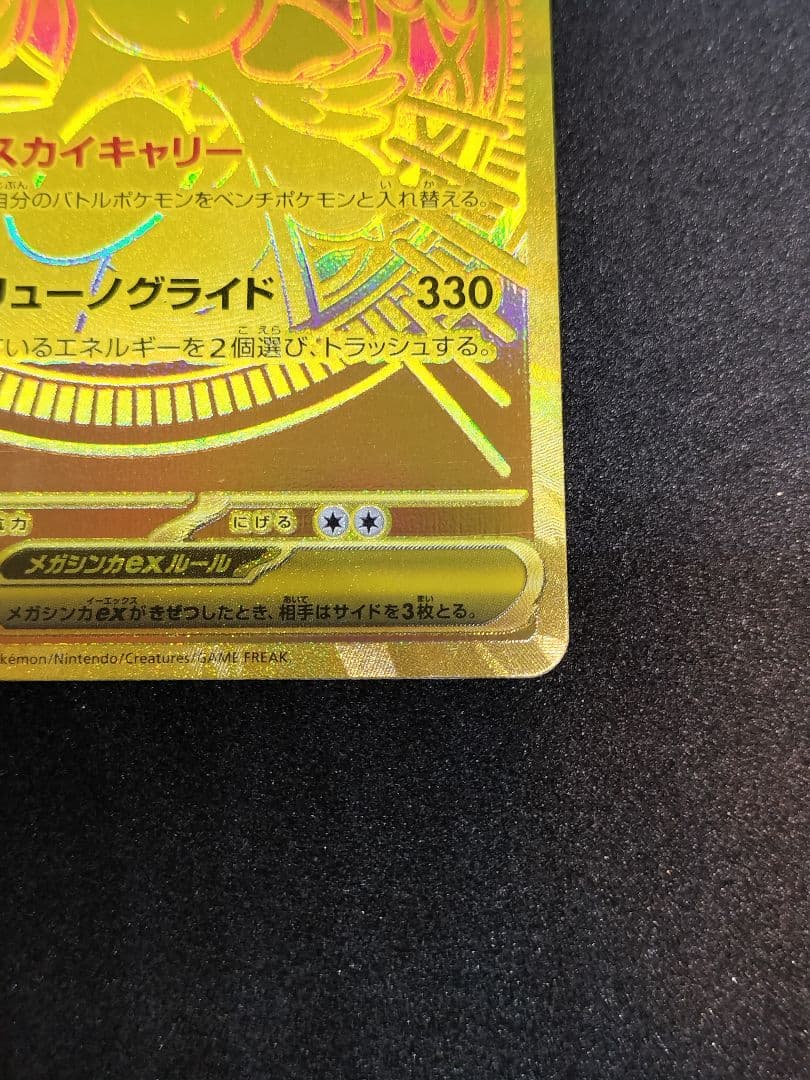 スカイキャリー
自分のバトルポケモンをベンチポケモンと入れ替える。
リューノグライド 330
ているエネルギーを2個選び、トラッシュする。
力 にげる
メガシンカexルール
メガシンカexがきぜつしたとき、相手はサイドを3枚とる。
kémon/Nintendo/Creatures/GAME FREAK